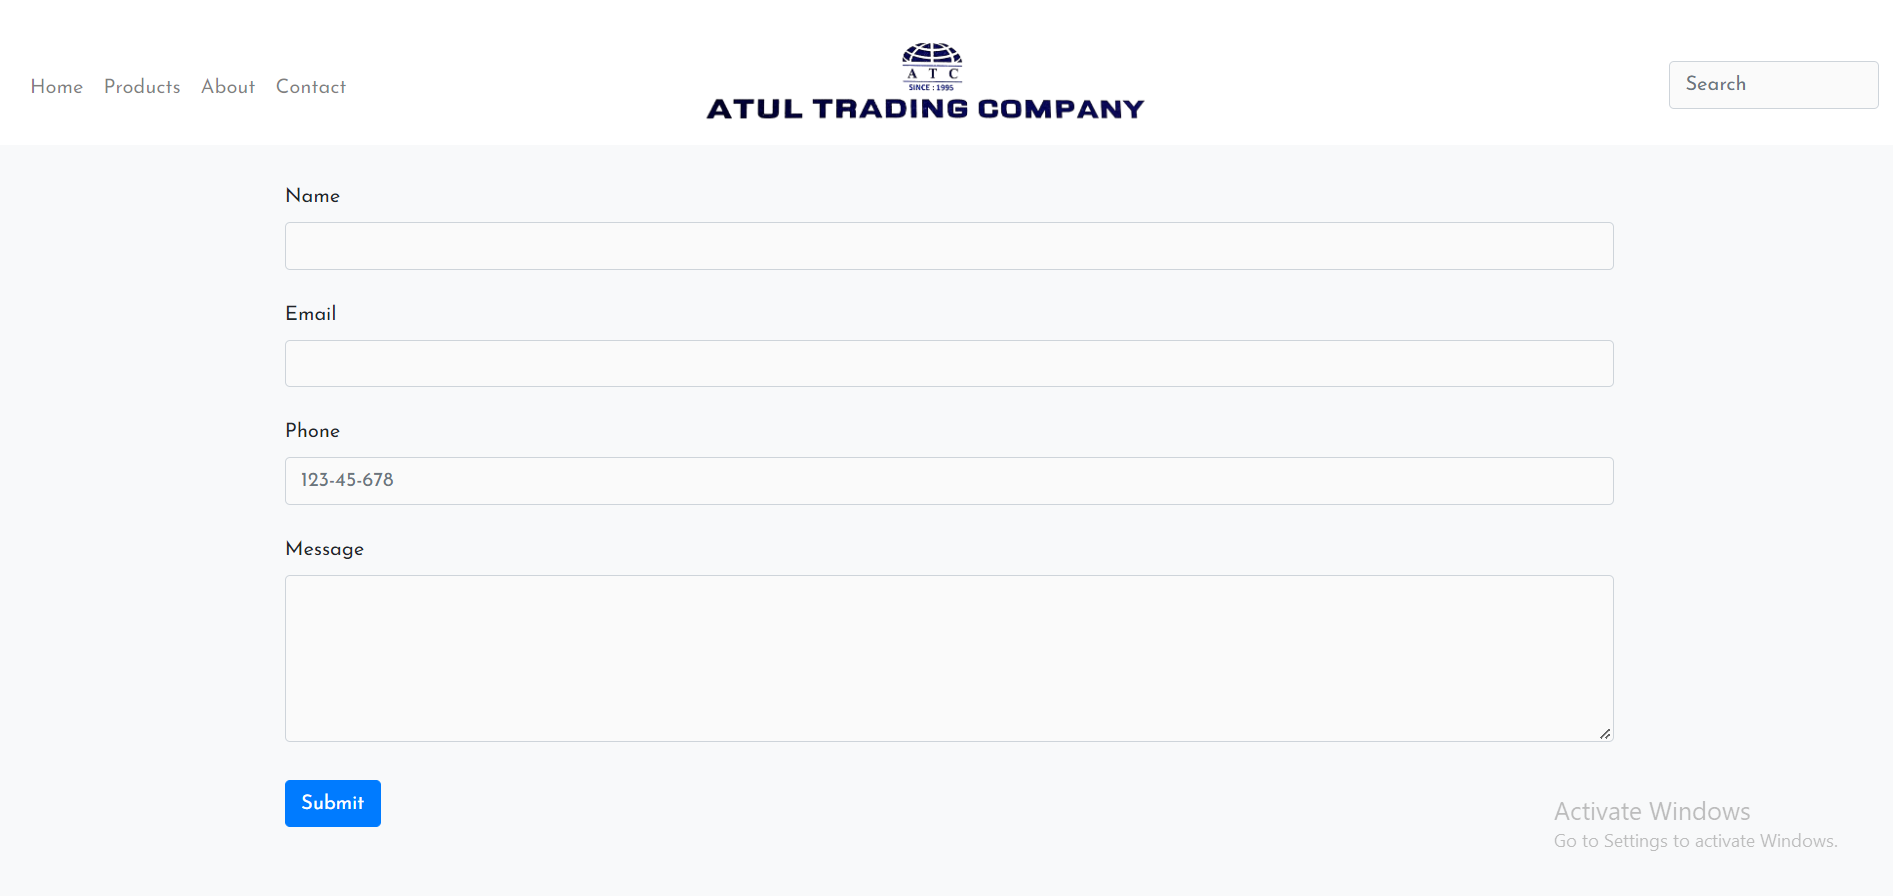 Home Products About Contact
A T C
SINCE : 1995
ATUL TRADING COMPANY
Search
Name
Email
Phone
123-45-678
Message
Submit
Activate Windows
Go to Settings to activate Windows.